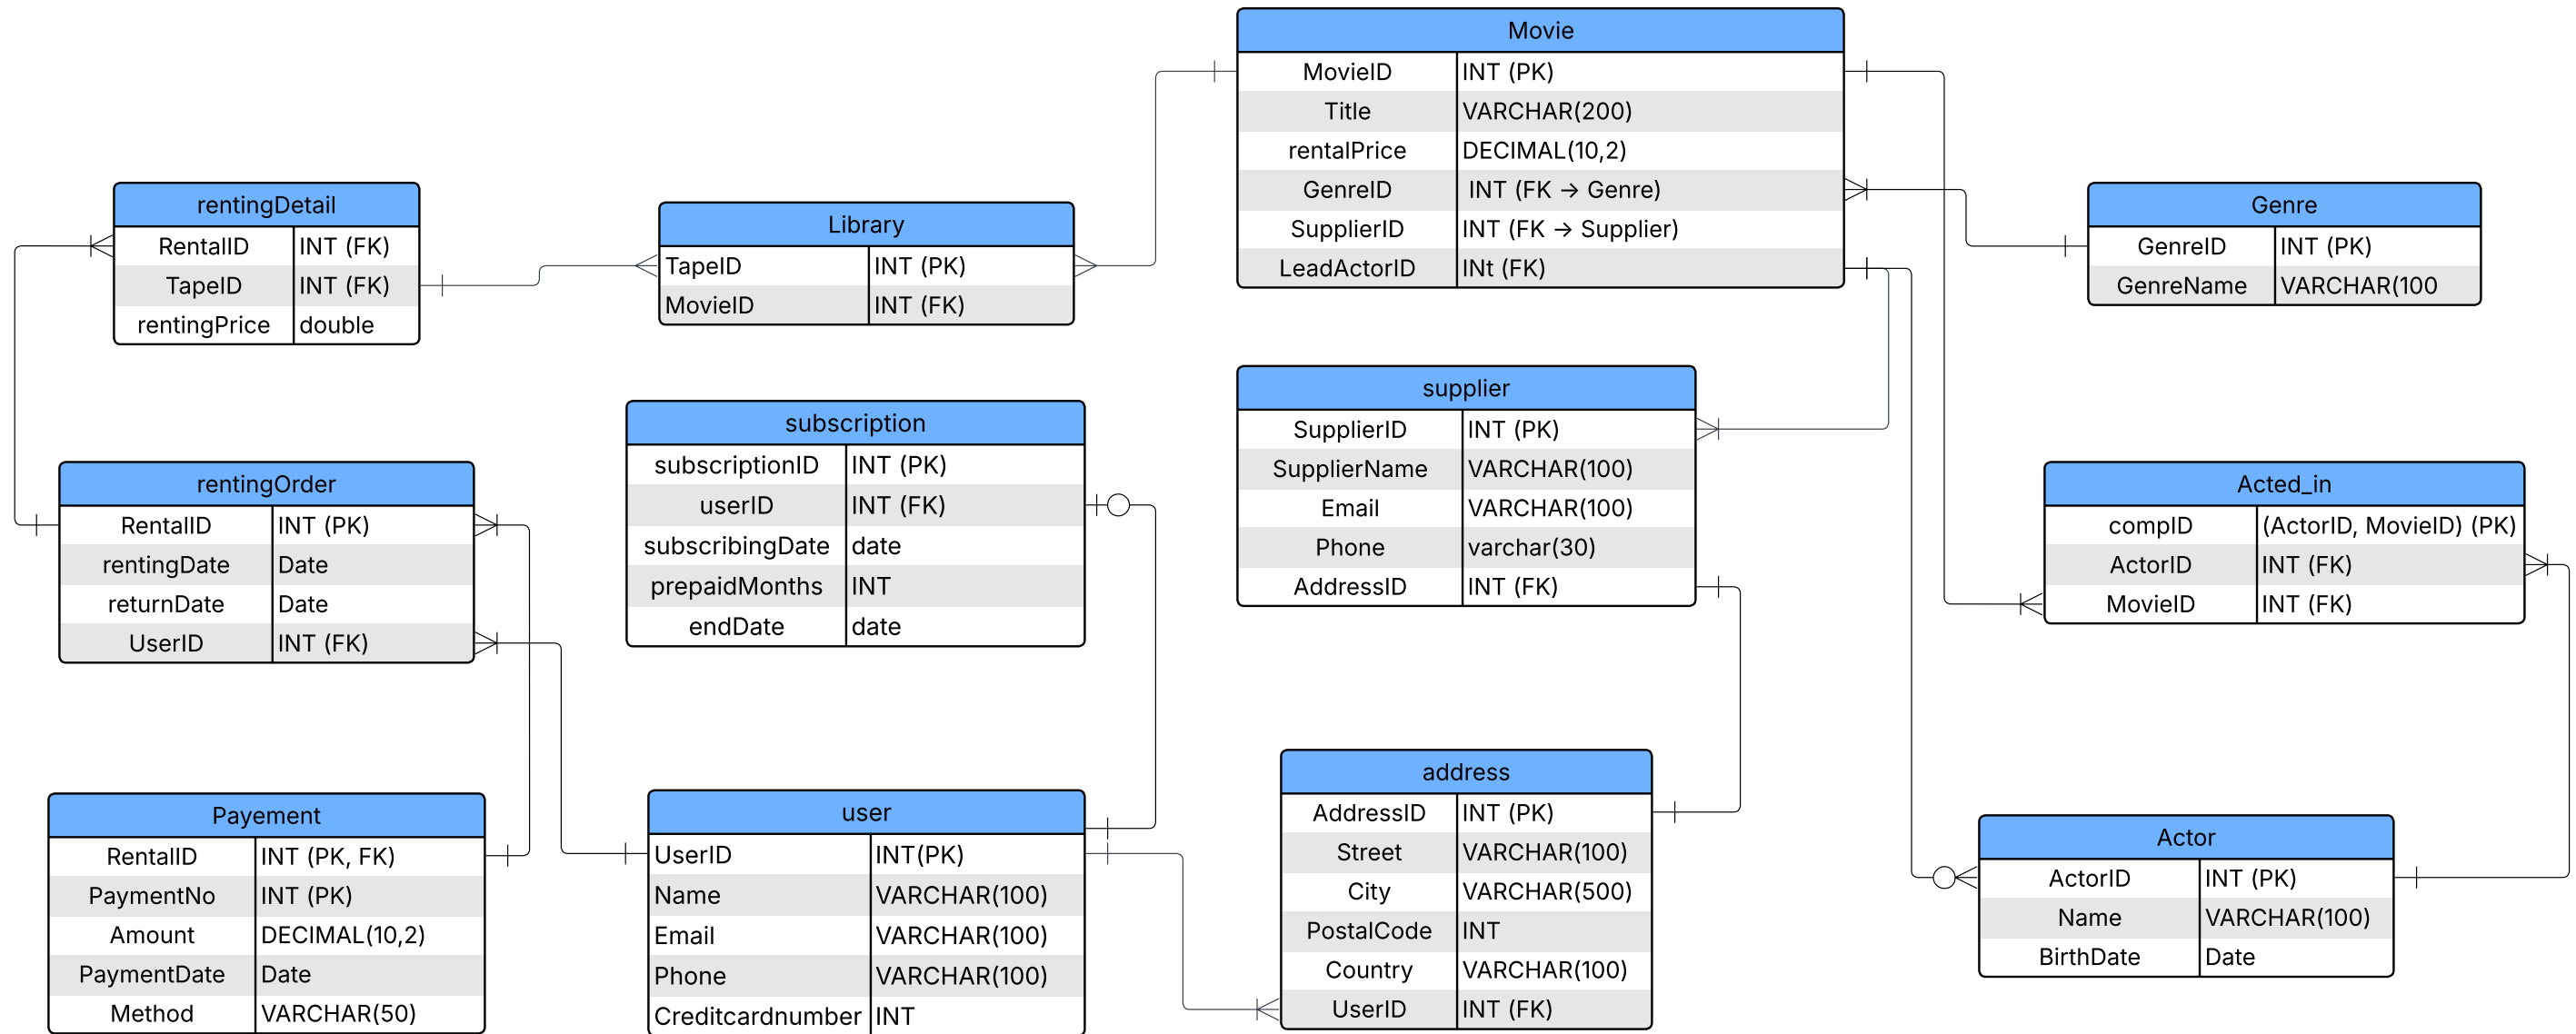 Movie
MovieID INT (PK)
Title VARCHAR(200)
rentalPrice DECIMAL(10,2)
GenreID INT (FK → Genre)
SupplierID INT (FK → Supplier)
LeadActorID INt (FK)
rentingDetail
RentalID INT (FK)
TapeID INT (FK)
rentingPrice double
Library
TapeID INT (PK)
MovieID INT (FK)
Genre
GenreID INT (PK)
GenreName VARCHAR(100
supplier
SupplierID INT (PK)
SupplierName VARCHAR(100)
Email VARCHAR(100)
Phone varchar(30)
AddressID INT (FK)
subscription
subscriptionID INT (PK)
userID INT (FK)
subscribingDate date
prepaidMonths INT
endDate date
rentingOrder
RentalID INT (PK)
rentingDate Date
returnDate Date
UserID INT (FK)
Acted_in
compID (ActorID, MovieID) (PK)
ActorID INT (FK)
MovieID INT (FK)
Payement
RentalID INT (PK, FK)
PaymentNo INT (PK)
Amount DECIMAL(10,2)
PaymentDate Date
Method VARCHAR(50)
user
UserID INT(PK)
Name VARCHAR(100)
Email VARCHAR(100)
Phone VARCHAR(100)
Creditcardnumber INT
address
AddressID INT (PK)
Street VARCHAR(100)
City VARCHAR(500)
PostalCode INT
Country VARCHAR(100)
UserID INT (FK)
Actor
ActorID INT (PK)
Name VARCHAR(100)
BirthDate Date